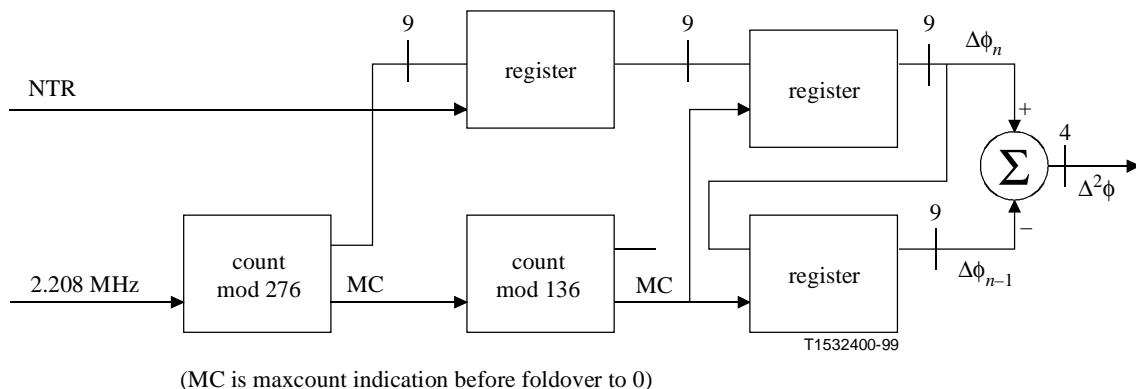 9
9
9
Δϕn
register
register
NTR
+
4
Σ
Δ²ϕ
9
−
count
mod 276
count
mod 136
register
2.208 MHz
MC
MC
Δϕn–1
T1532400-99
(MC is maxcount indication before foldover to 0)